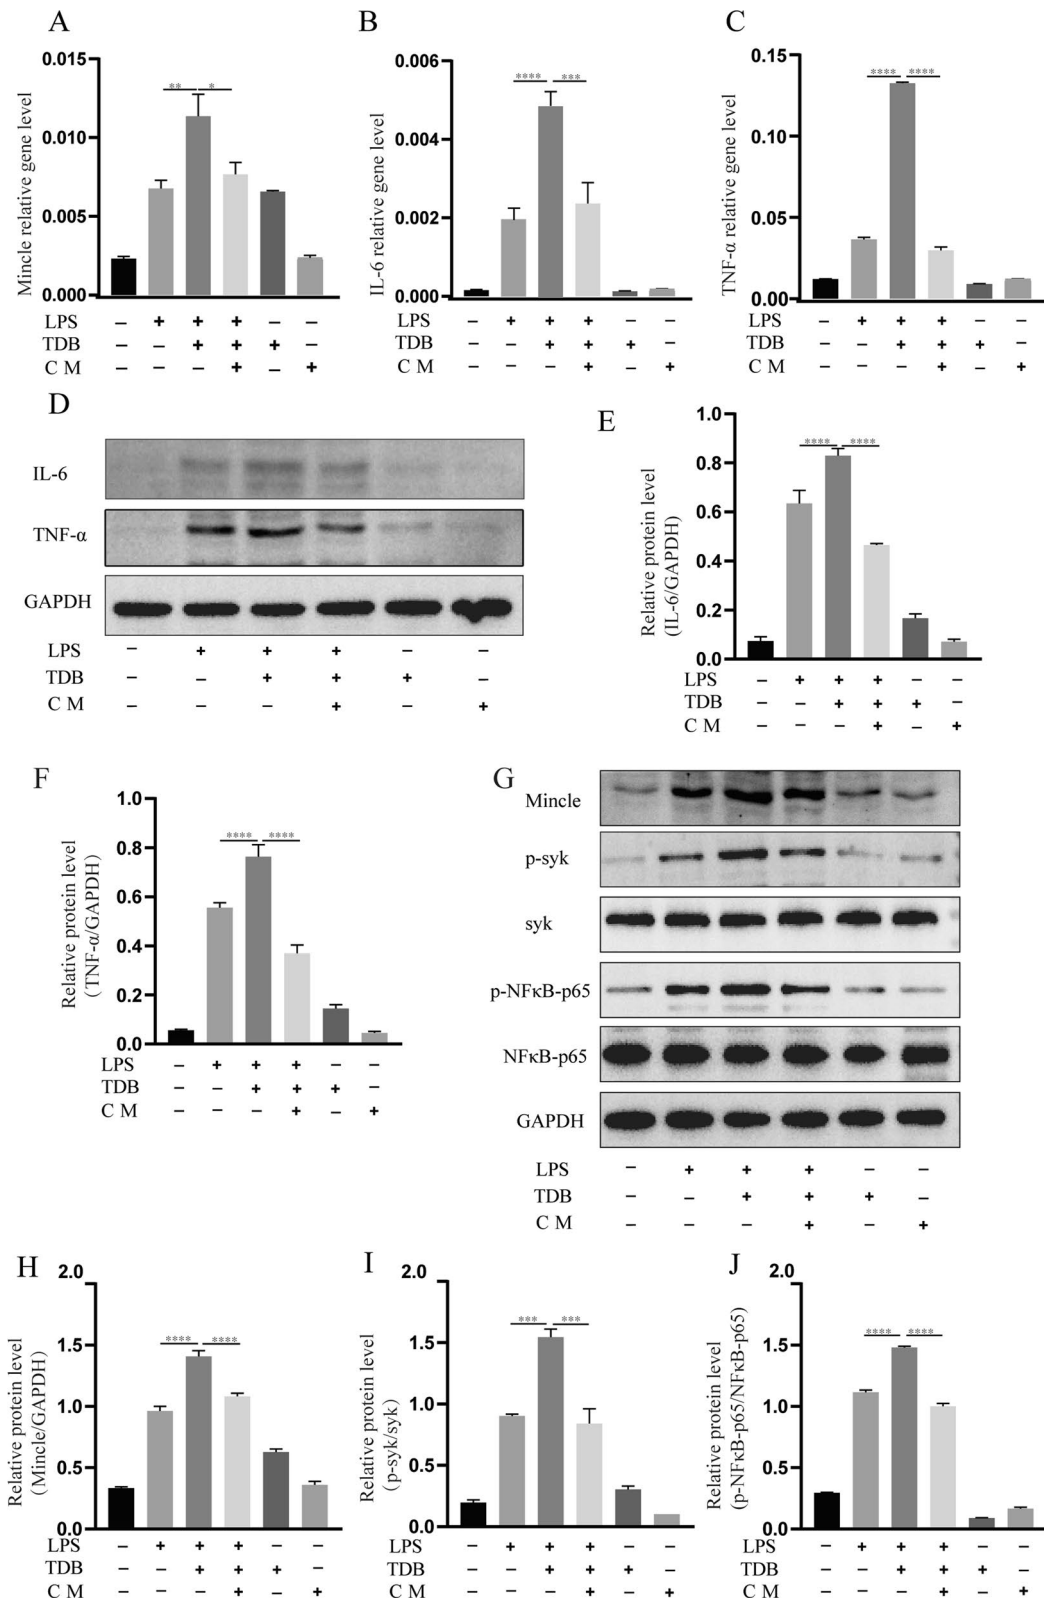 A
Mincle relative gene level
0.015
0.010
0.005
0.000
** *
LPS – + + + – –
TDB – – + + + –
C M – – – + – +
B
IL-6 relative gene level
0.006
0.004
0.002
0.000
**** ***
LPS – + + + – –
TDB – – + + + –
C M – – – + – +
C
TNF-α relative gene level
0.15
0.10
0.05
0.00
**** ****
LPS – + + + – –
TDB – – + + + –
C M – – – + – +
D
IL-6
TNF-α
GAPDH
LPS – + + + – –
TDB – – + + + –
C M – – – + – +
E
Relative protein level
(IL-6/GAPDH)
1.0
0.8
0.6
0.4
0.2
0.0
**** ****
LPS – + + + – –
TDB – – + + + –
C M – – – + – +
F
Relative protein level
(TNF-α/GAPDH)
1.0
0.8
0.6
0.4
0.2
0.0
**** ****
LPS – + + + – –
TDB – – + + + –
C M – – – + – +
G
Mincle
p-syk
syk
p-NFκB-p65
NFκB-p65
GAPDH
LPS – + + + – –
TDB – – + + + –
C M – – – + – +
H
Relative protein level
(Mincle/GAPDH)
2.0
1.5
1.0
0.5
0.0
**** ****
LPS – + + + – –
TDB – – + + + –
C M – – – + – +
I
Relative protein level
(p-syk/syk)
2.0
1.5
1.0
0.5
0.0
*** ***
LPS – + + + – –
TDB – – + + + –
C M – – – + – +
J
Relative protein level
(p-NFκB-p65/NFκB-p65)
2.0
1.5
1.0
0.5
0.0
**** ****
LPS – + + + – –
TDB – – + + + –
C M – – – + – +